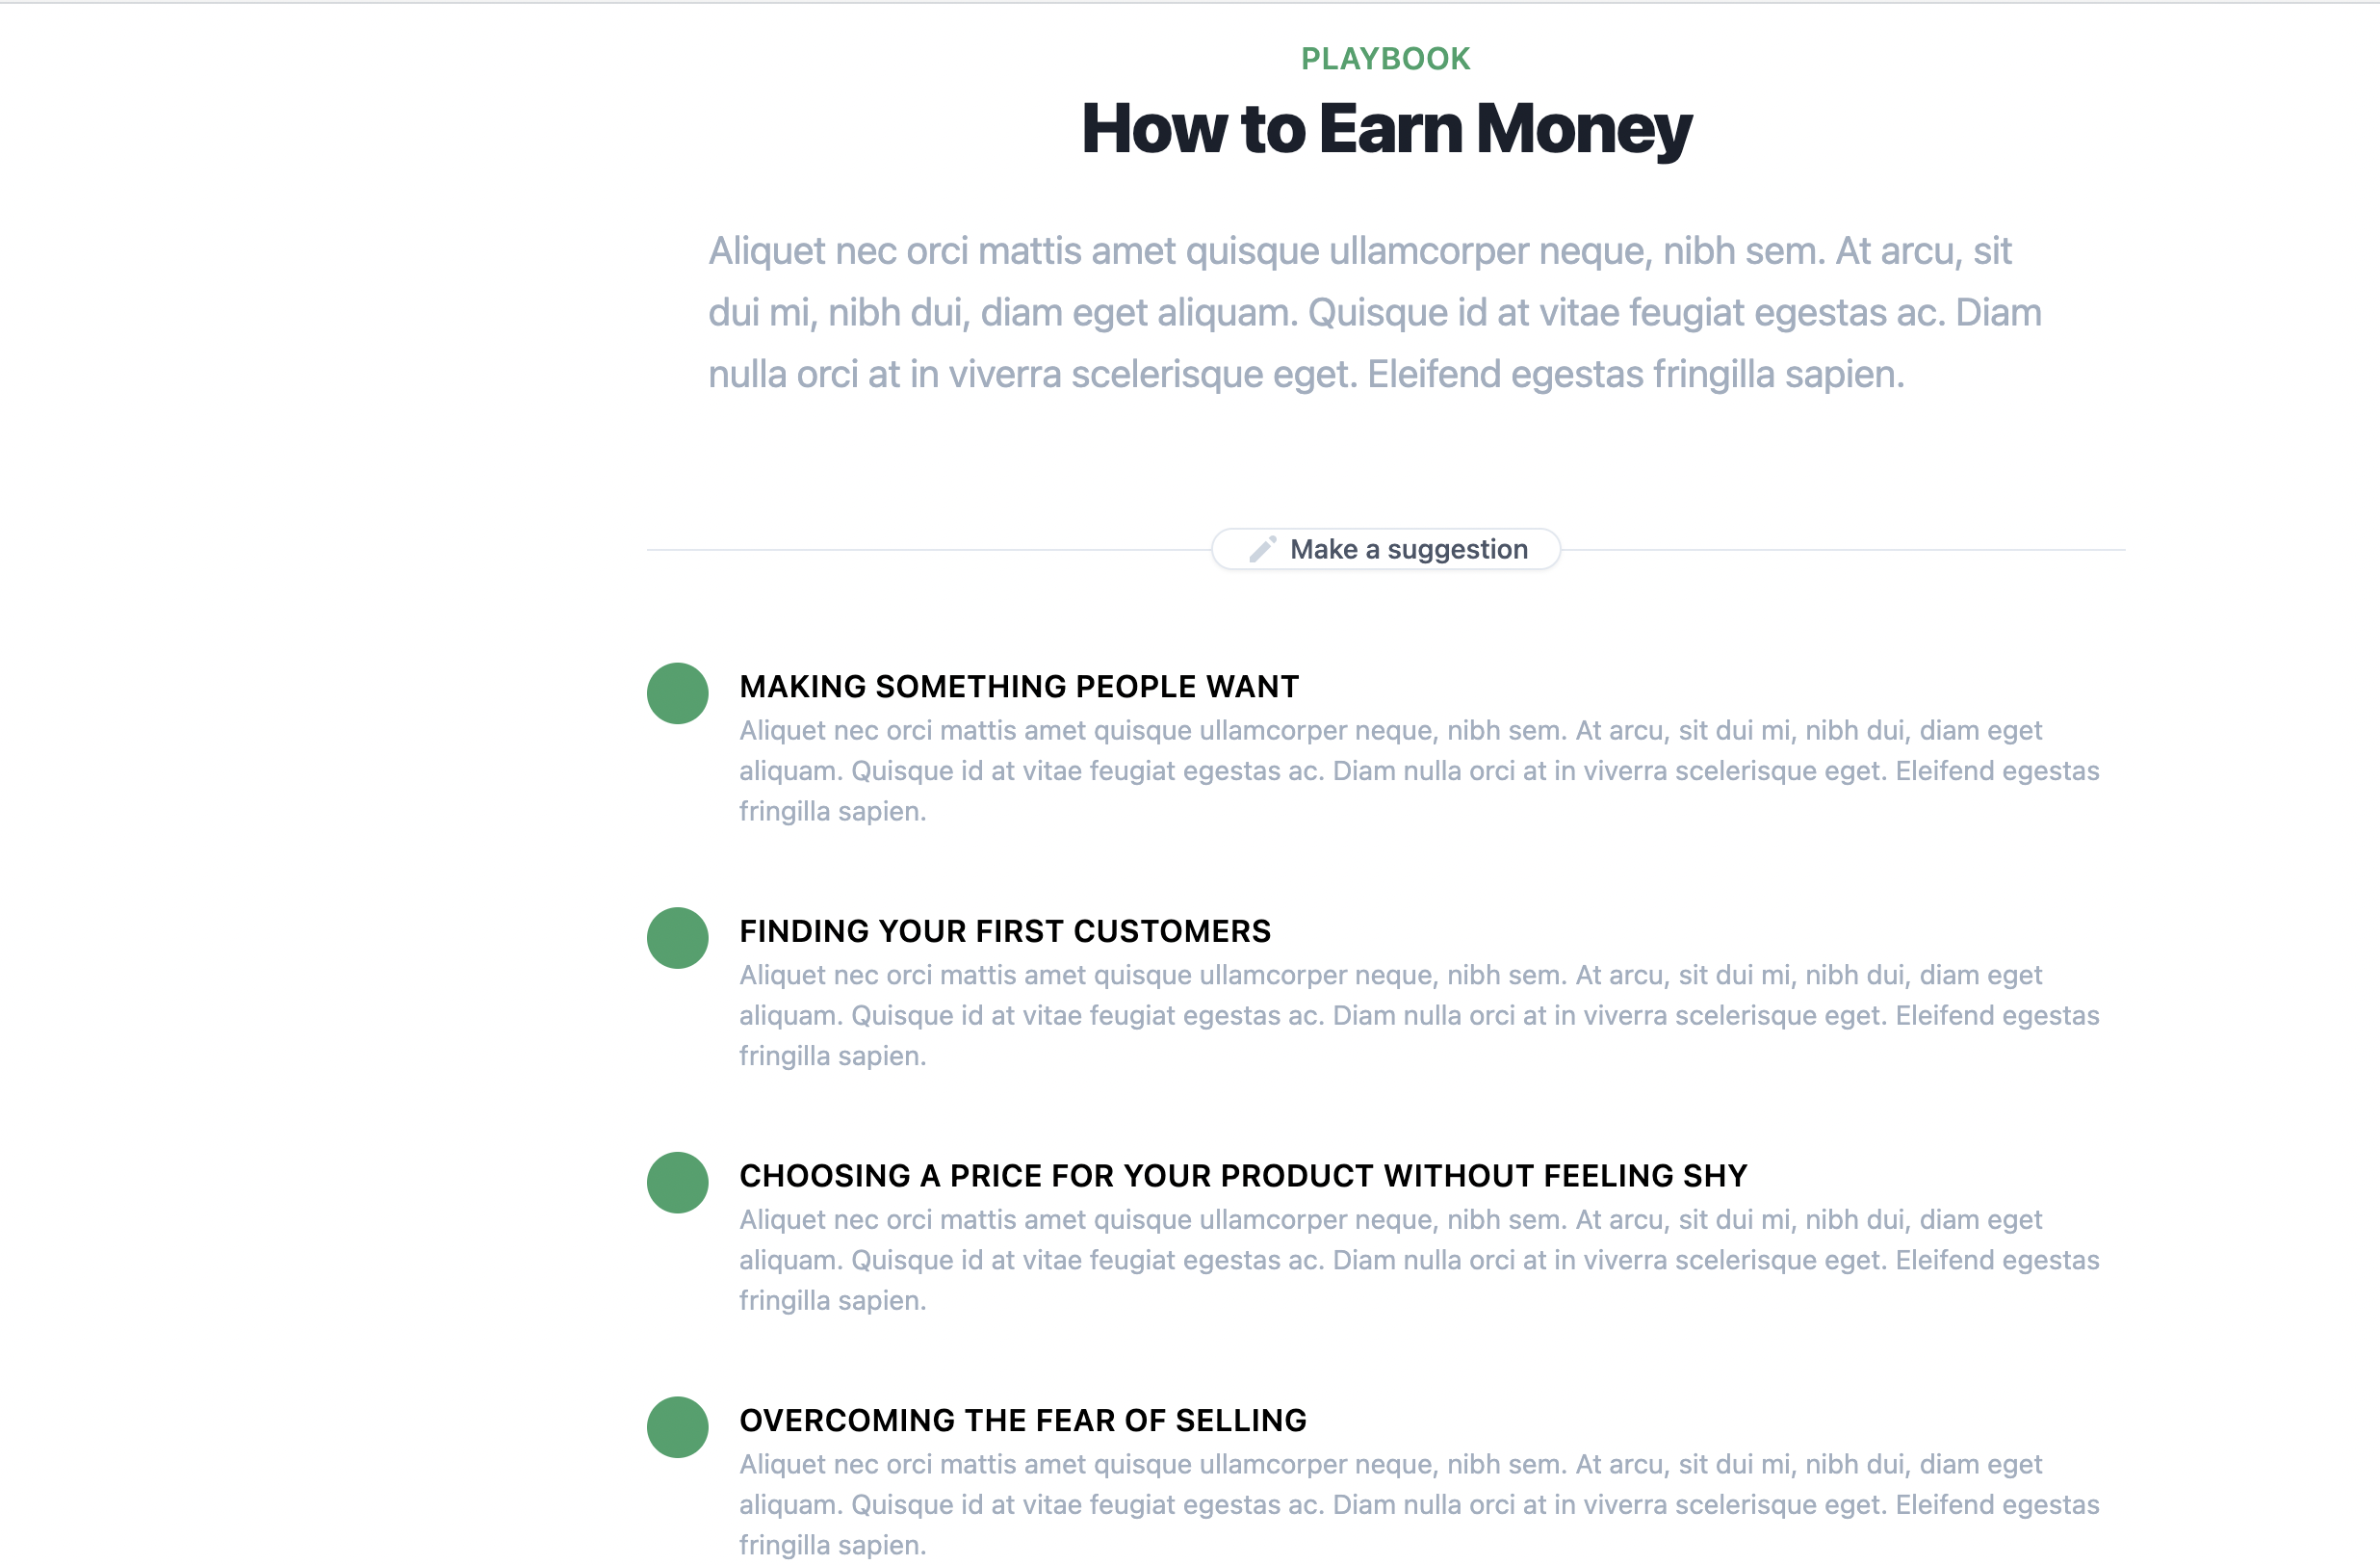 PLAYBOOK
How to Earn Money
Aliquet nec orci mattis amet quisque ullamcorper neque, nibh sem. At arcu, sit
dui mi, nibh dui, diam eget aliquam. Quisque id at vitae feugiat egestas ac. Diam
nulla orci at in viverra scelerisque eget. Eleifend egestas fringilla sapien.
Make a suggestion
MAKING SOMETHING PEOPLE WANT
Aliquet nec orci mattis amet quisque ullamcorper neque, nibh sem. At arcu, sit dui mi, nibh dui, diam eget
aliquam. Quisque id at vitae feugiat egestas ac. Diam nulla orci at in viverra scelerisque eget. Eleifend egestas
fringilla sapien.
FINDING YOUR FIRST CUSTOMERS
Aliquet nec orci mattis amet quisque ullamcorper neque, nibh sem. At arcu, sit dui mi, nibh dui, diam eget
aliquam. Quisque id at vitae feugiat egestas ac. Diam nulla orci at in viverra scelerisque eget. Eleifend egestas
fringilla sapien.
CHOOSING A PRICE FOR YOUR PRODUCT WITHOUT FEELING SHY
Aliquet nec orci mattis amet quisque ullamcorper neque, nibh sem. At arcu, sit dui mi, nibh dui, diam eget
aliquam. Quisque id at vitae feugiat egestas ac. Diam nulla orci at in viverra scelerisque eget. Eleifend egestas
fringilla sapien.
OVERCOMING THE FEAR OF SELLING
Aliquet nec orci mattis amet quisque ullamcorper neque, nibh sem. At arcu, sit dui mi, nibh dui, diam eget
aliquam. Quisque id at vitae feugiat egestas ac. Diam nulla orci at in viverra scelerisque eget. Eleifend egestas
fringilla sapien.